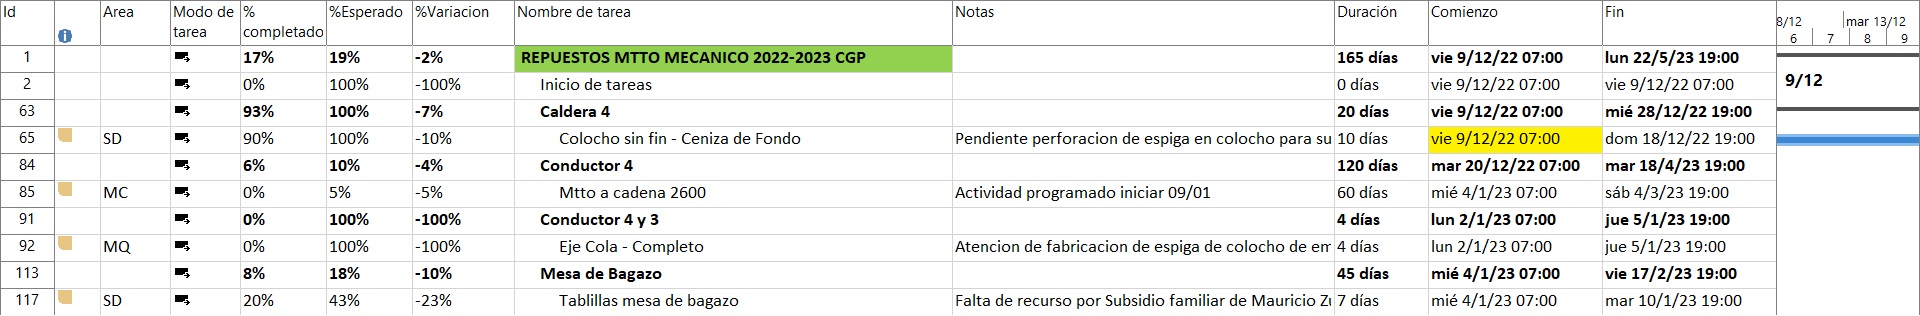 Id Area Modo de tarea % completado %Esperado %Variacion Nombre de tarea Notas Duración Comienzo Fin 8/12 mar 13/12
6 7 8 9
1 17% 19% -2% REPUESTOS MTTO MECANICO 2022-2023 CGP 165 días vie 9/12/22 07:00 lun 22/5/23 19:00
2 0% 100% -100% Inicio de tareas 0 días vie 9/12/22 07:00 vie 9/12/22 07:00 9/12
63 93% 100% -7% Caldera 4 20 días vie 9/12/22 07:00 mié 28/12/22 19:00
65 SD 90% 100% -10% Colocho sin fin - Ceniza de Fondo Pendiente perforacion de espiga en colocho para su 10 días vie 9/12/22 07:00 dom 18/12/22 19:00
84 6% 10% -4% Conductor 4 120 días mar 20/12/22 07:00 mar 18/4/23 19:00
85 MC 0% 5% -5% Mtto a cadena 2600 Actividad programado iniciar 09/01 60 días mié 4/1/23 07:00 sáb 4/3/23 19:00
91 0% 100% -100% Conductor 4 y 3 4 días lun 2/1/23 07:00 jue 5/1/23 19:00
92 MQ 0% 100% -100% Eje Cola - Completo Atencion de fabricacion de espiga de colocho de em 4 días lun 2/1/23 07:00 jue 5/1/23 19:00
113 8% 18% -10% Mesa de Bagazo 45 días mié 4/1/23 07:00 vie 17/2/23 19:00
117 SD 20% 43% -23% Tablillas mesa de bagazo Falta de recurso por Subsidio familiar de Mauricio Zu 7 días mié 4/1/23 07:00 mar 10/1/23 19:00